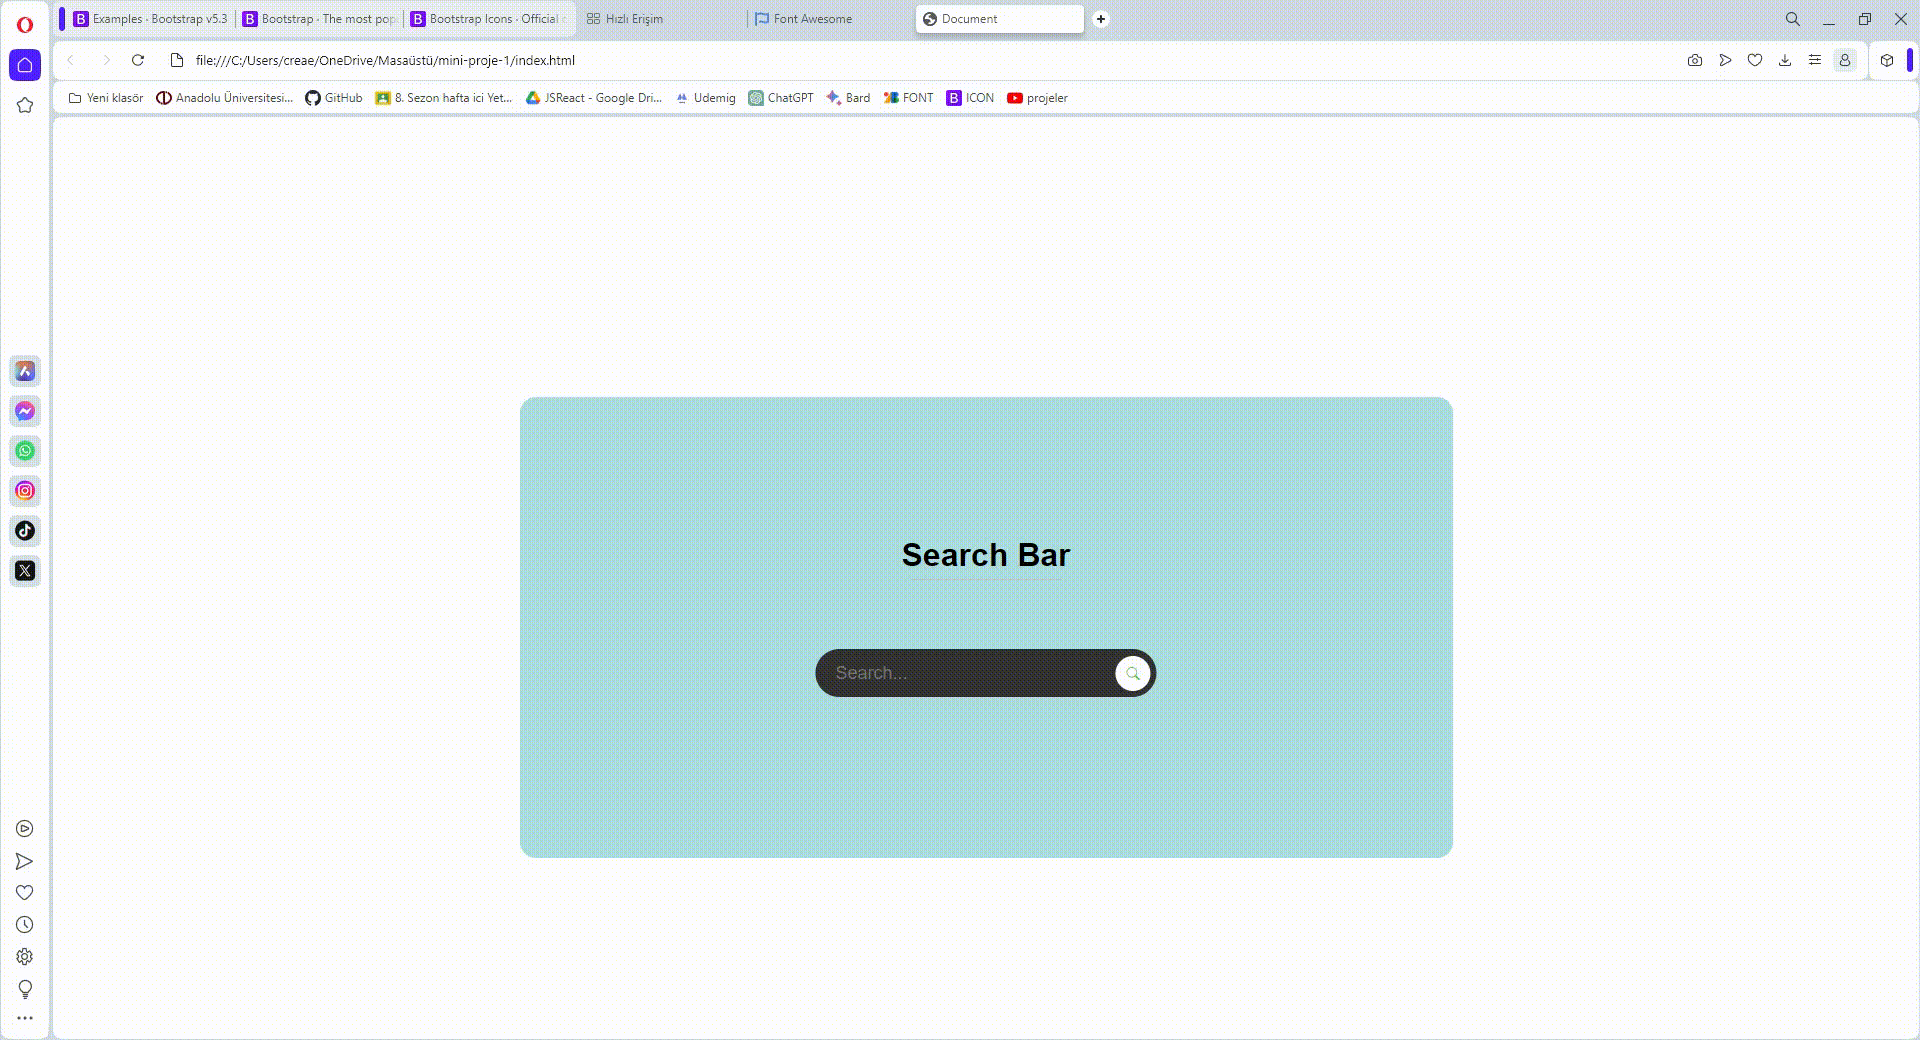 Examples · Bootstrap v5.3
Bootstrap · The most pop
Bootstrap Icons · Official
Hızlı Erişim
Font Awesome
Document
file:///C:/Users/creae/OneDrive/Masaüstü/mini-proje-1/index.html
Yeni klasör
Anadolu Üniversitesi...
GitHub
8. Sezon hafta ici Yet...
JSReact - Google Dri...
Udemig
ChatGPT
Bard
FONT
ICON
projeler
Search Bar
Search...